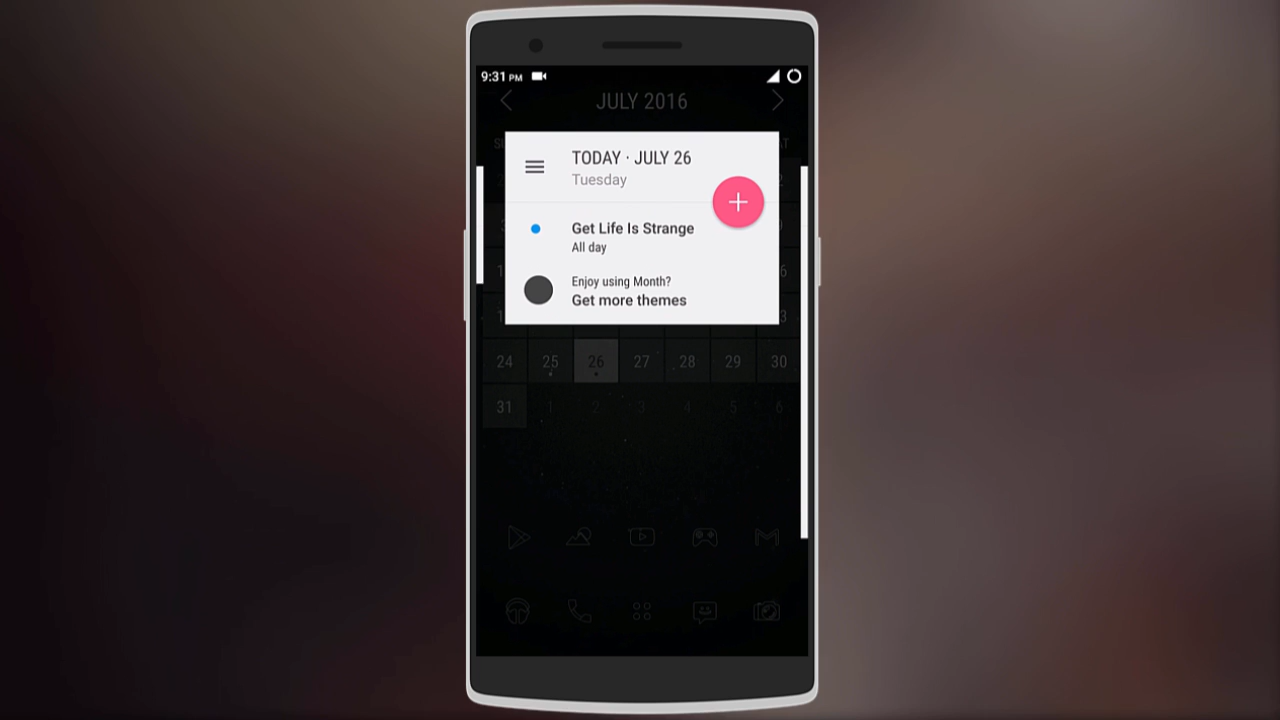 9:31 PM
JULY 2016
TODAY · JULY 26
Tuesday
Get Life Is Strange
All day
Enjoy using Month?
Get more themes
24 25 26 27 28 29 30
31 1 2 3 4 5 6